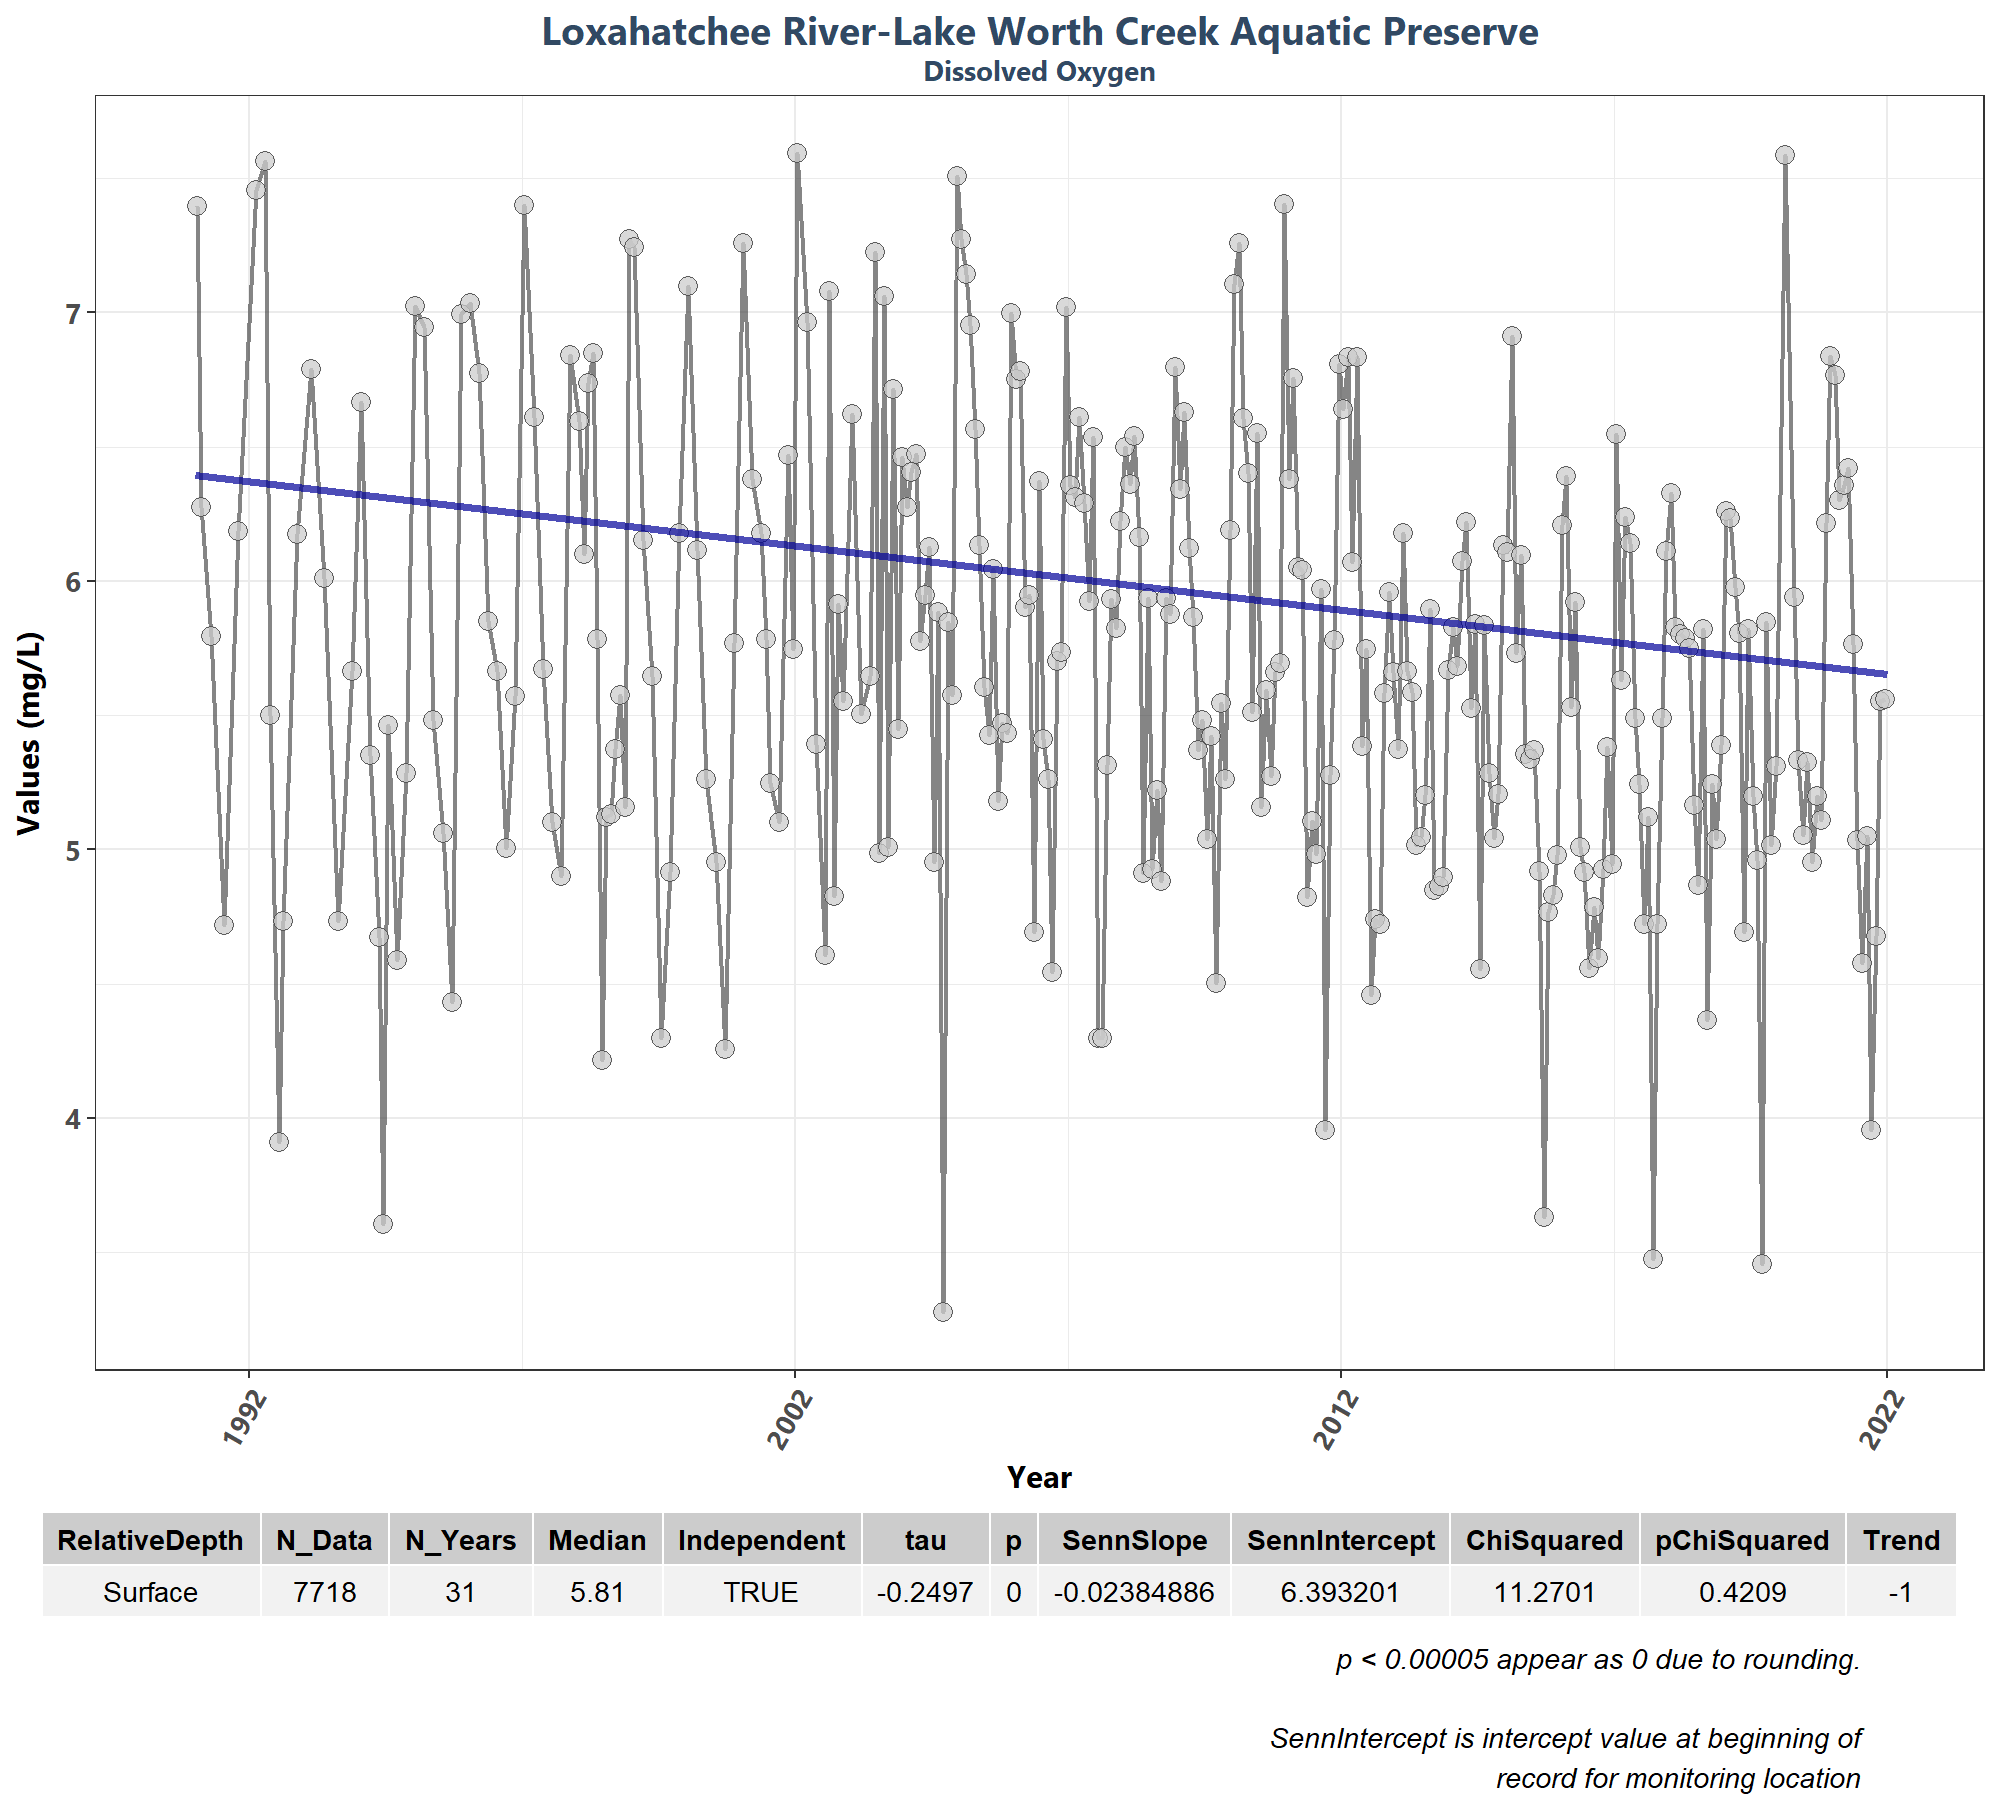 Loxahatchee River-Lake Worth Creek Aquatic Preserve
Dissolved Oxygen
Values (mg/L)
7
6
5
4
1992 2002 2012 2022
Year
RelativeDepth N_Data N_Years Median Independent tau p SennSlope SennIntercept ChiSquared pChiSquared Trend
Surface 7718 31 5.81 TRUE -0.2497 0 -0.02384886 6.393201 11.2701 0.4209 -1
p < 0.00005 appear as 0 due to rounding.
SennIntercept is intercept value at beginning of
record for monitoring location